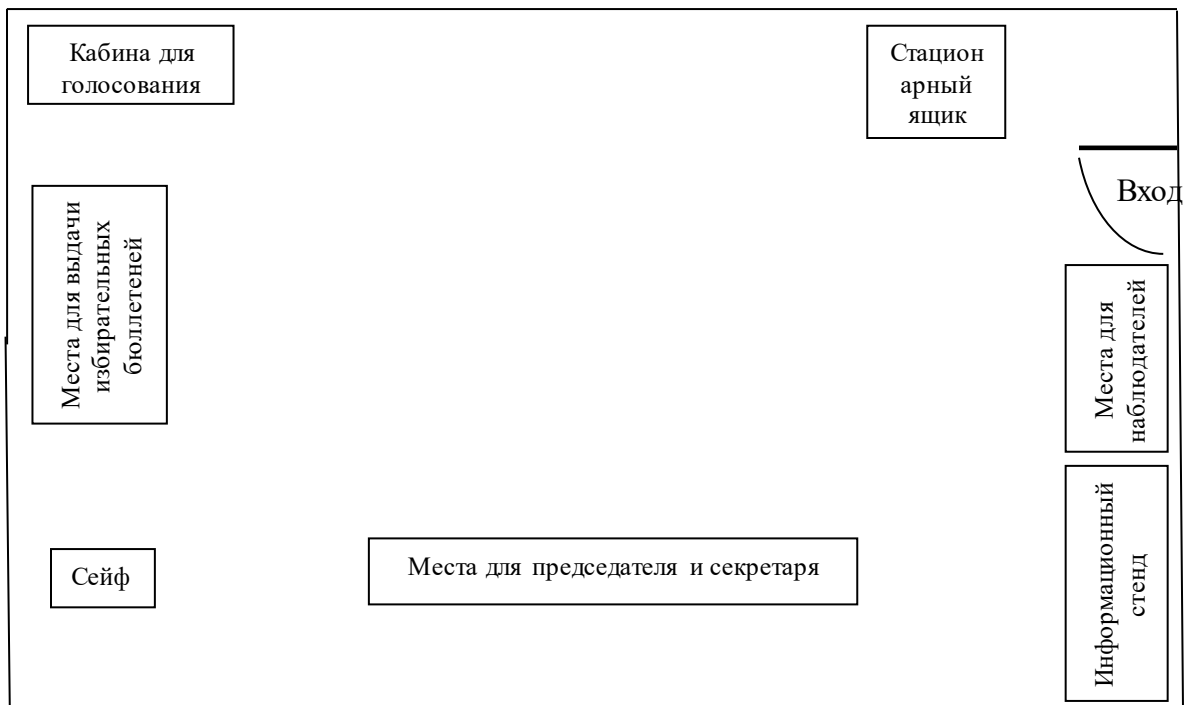 Кабина для
голосования
Стацион
арный
ящик
Вход
Места для выдачи
избирательных
бюллетеней
Места для
наблюдателей
Сейф
Места для председателя и секретаря
Информационный
стенд